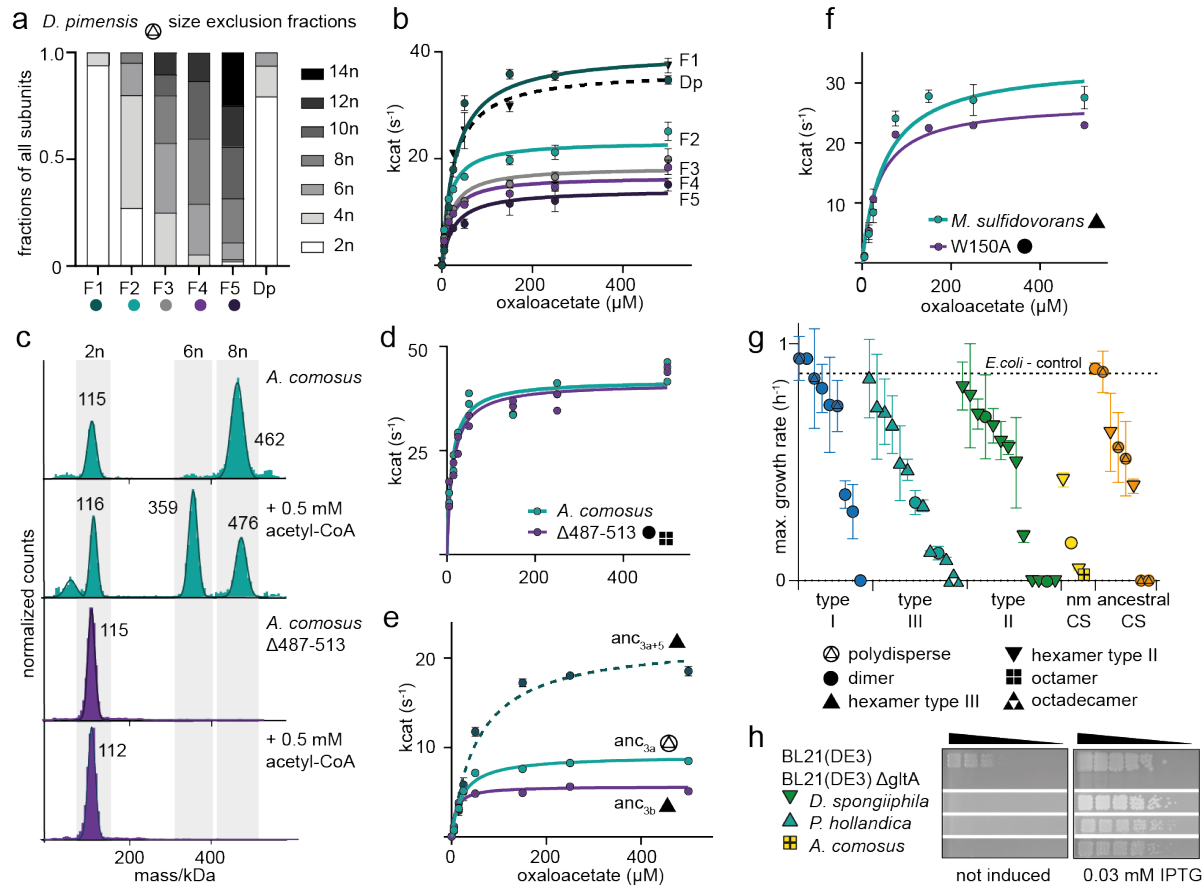 a
D. pimensis
size exclusion fractions
fractions of all subunits
1.0
0.5
0
F1
F2
F3
F4
F5
Dp
14n
12n
10n
8n
6n
4n
2n
b
kcat (s-1)
40
20
0
200
400
oxaloacetate (µM)
F1
Dp
F2
F3
F4
F5
c
2n
6n
8n
normalized counts
A. comosus
115
462
+ 0.5 mM
acetyl-CoA
116
359
476
A. comosus
Δ487-513
115
+ 0.5 mM
acetyl-CoA
112
200
400
mass/kDa
d
kcat (s-1)
50
25
0
200
400
A. comosus
Δ487-513
e
kcat (s-1)
20
10
0
200
400
oxaloacetate (µM)
anc3a+5
anc3a
anc3b
f
kcat (s-1)
30
20
10
0
200
400
oxaloacetate (µM)
M. sulfidovorans
W150A
g
max. growth rate (h-1)
1
0
E.coli - control
type
I
type
III
type
II
nm
CS
ancestral
CS
polydisperse
dimer
hexamer type III
hexamer type II
octamer
octadecamer
h
BL21(DE3)
BL21(DE3) ΔgltA
D. spongiiphila
P. hollandica
A. comosus
not induced
0.03 mM IPTG